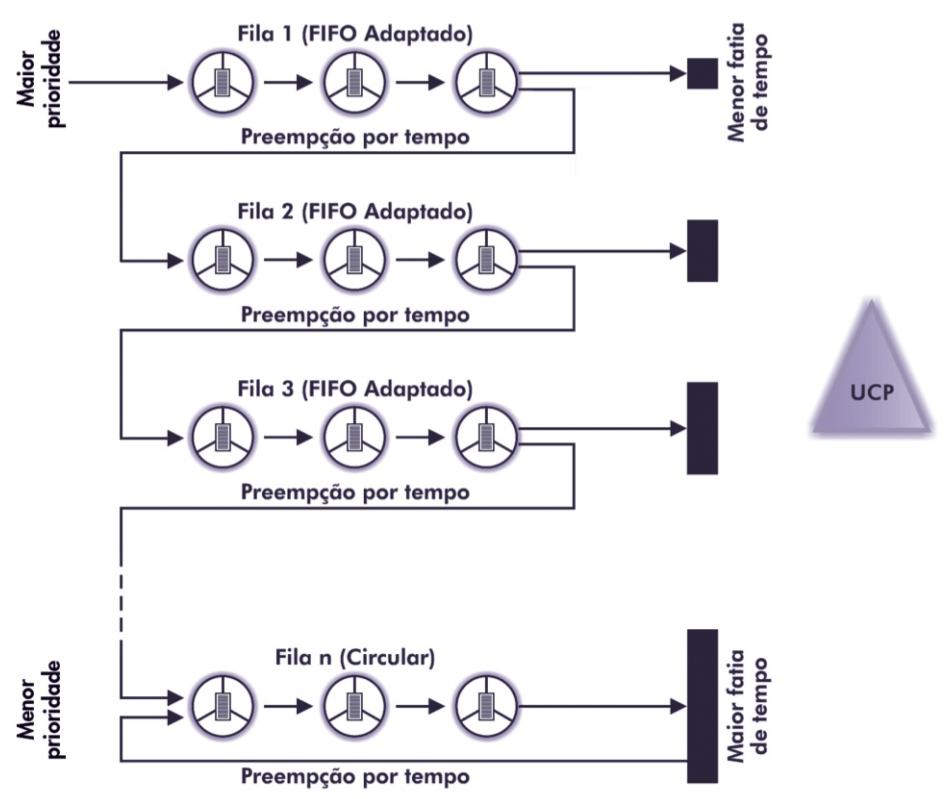 Fila 1 (FIFO Adaptado)
Maior
prioridade
Menor fatia
de tempo
Preempção por tempo
Fila 2 (FIFO Adaptado)
Preempção por tempo
Fila 3 (FIFO Adaptado)
UCP
Preempção por tempo
Fila n (Circular)
Menor
prioridade
Maior fatia
de tempo
Preempção por tempo